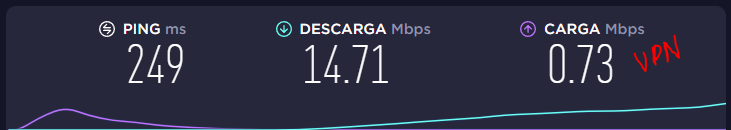 PING ms DESCARGA Mbps CARGA Mbps
249 14.71 0.73 VPN